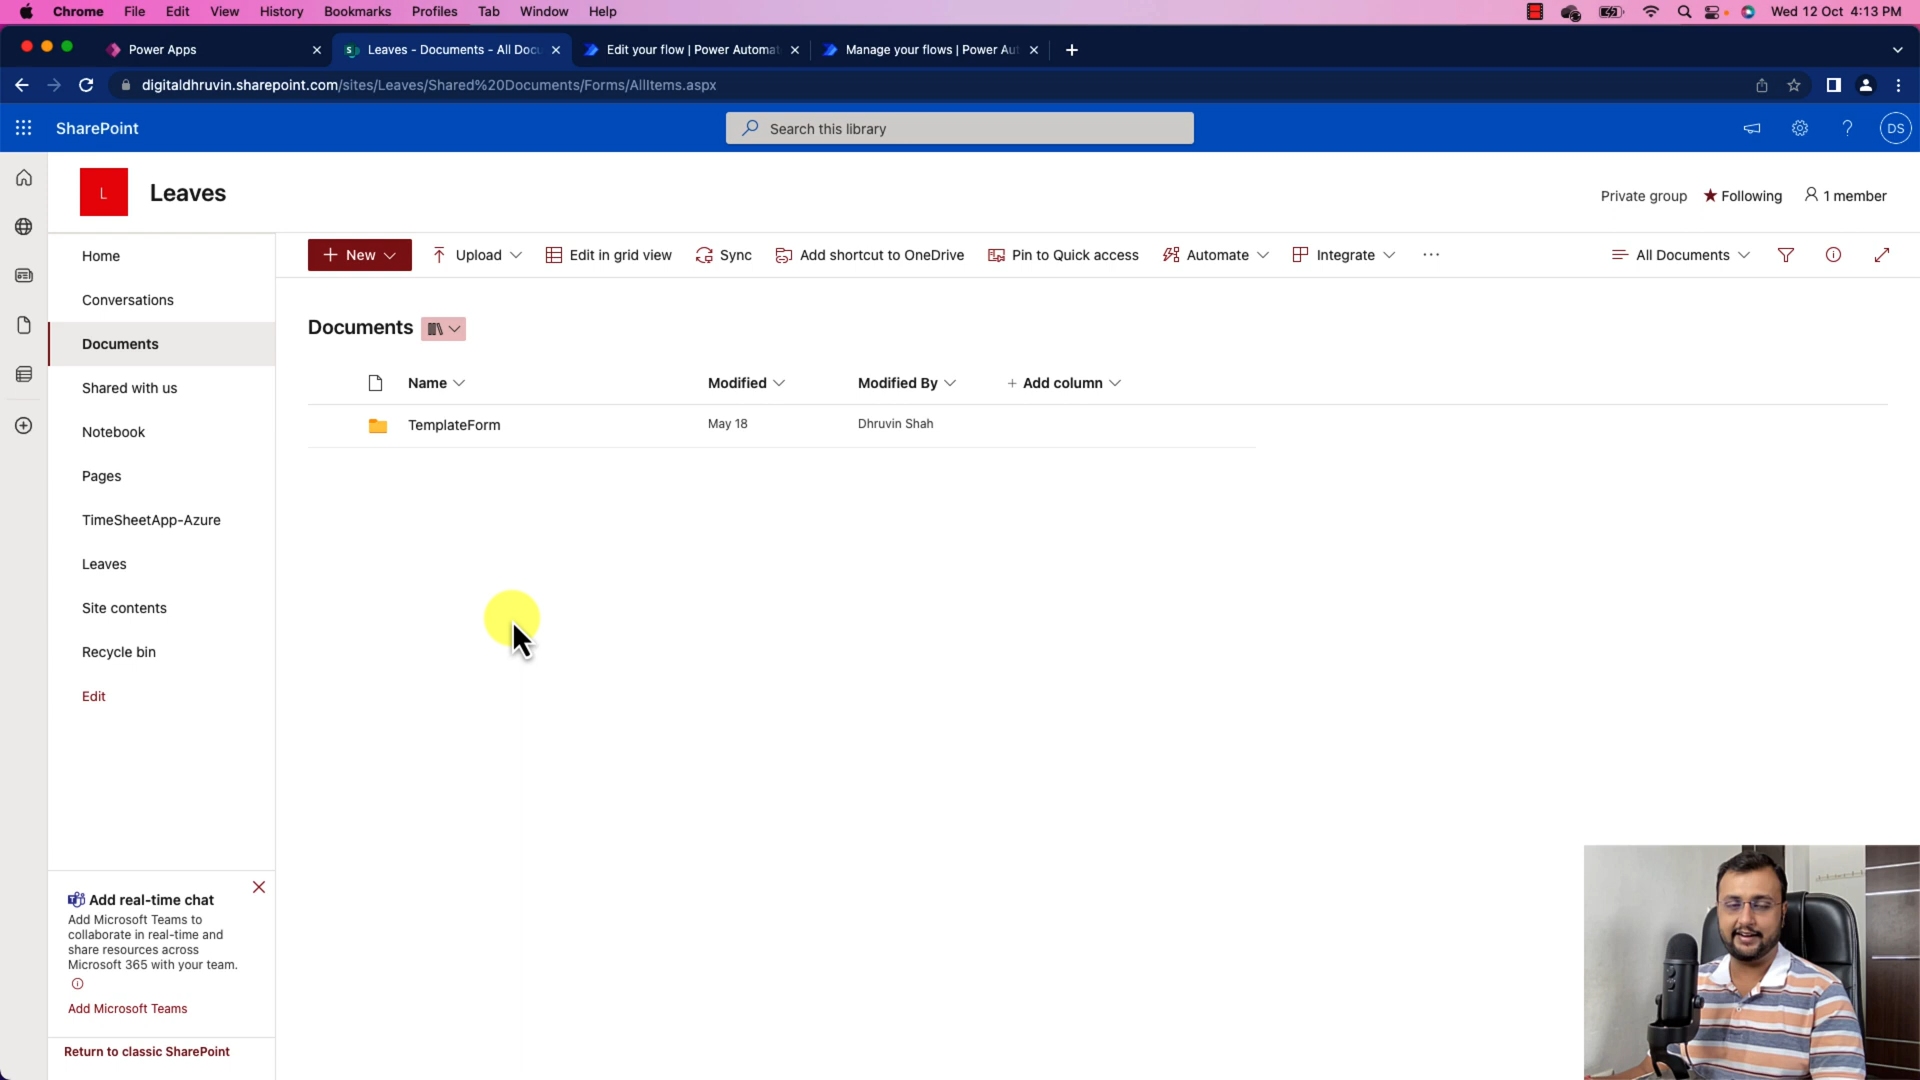 Chrome File Edit View History Bookmarks Profiles Tab Window Help Wed 12 Oct 4:13 PM
Power Apps
Leaves - Documents - All Docu
Edit your flow | Power Automat
Manage your flows | Power Aut
digitaldhruvin.sharepoint.com/sites/Leaves/Shared%20Documents/Forms/AllItems.aspx
SharePoint
Search this library
DS
L
Leaves
Private group
Following
1 member
Home
Conversations
Documents
Shared with us
Notebook
Pages
TimeSheetApp-Azure
Leaves
Site contents
Recycle bin
Edit
New
Upload
Edit in grid view
Sync
Add shortcut to OneDrive
Pin to Quick access
Automate
Integrate
All Documents
Documents
Name
Modified
Modified By
Add column
TemplateForm
May 18
Dhruvin Shah
Add real-time chat
Add Microsoft Teams to
collaborate in real-time and
share resources across
Microsoft 365 with your team.
Add Microsoft Teams
Return to classic SharePoint